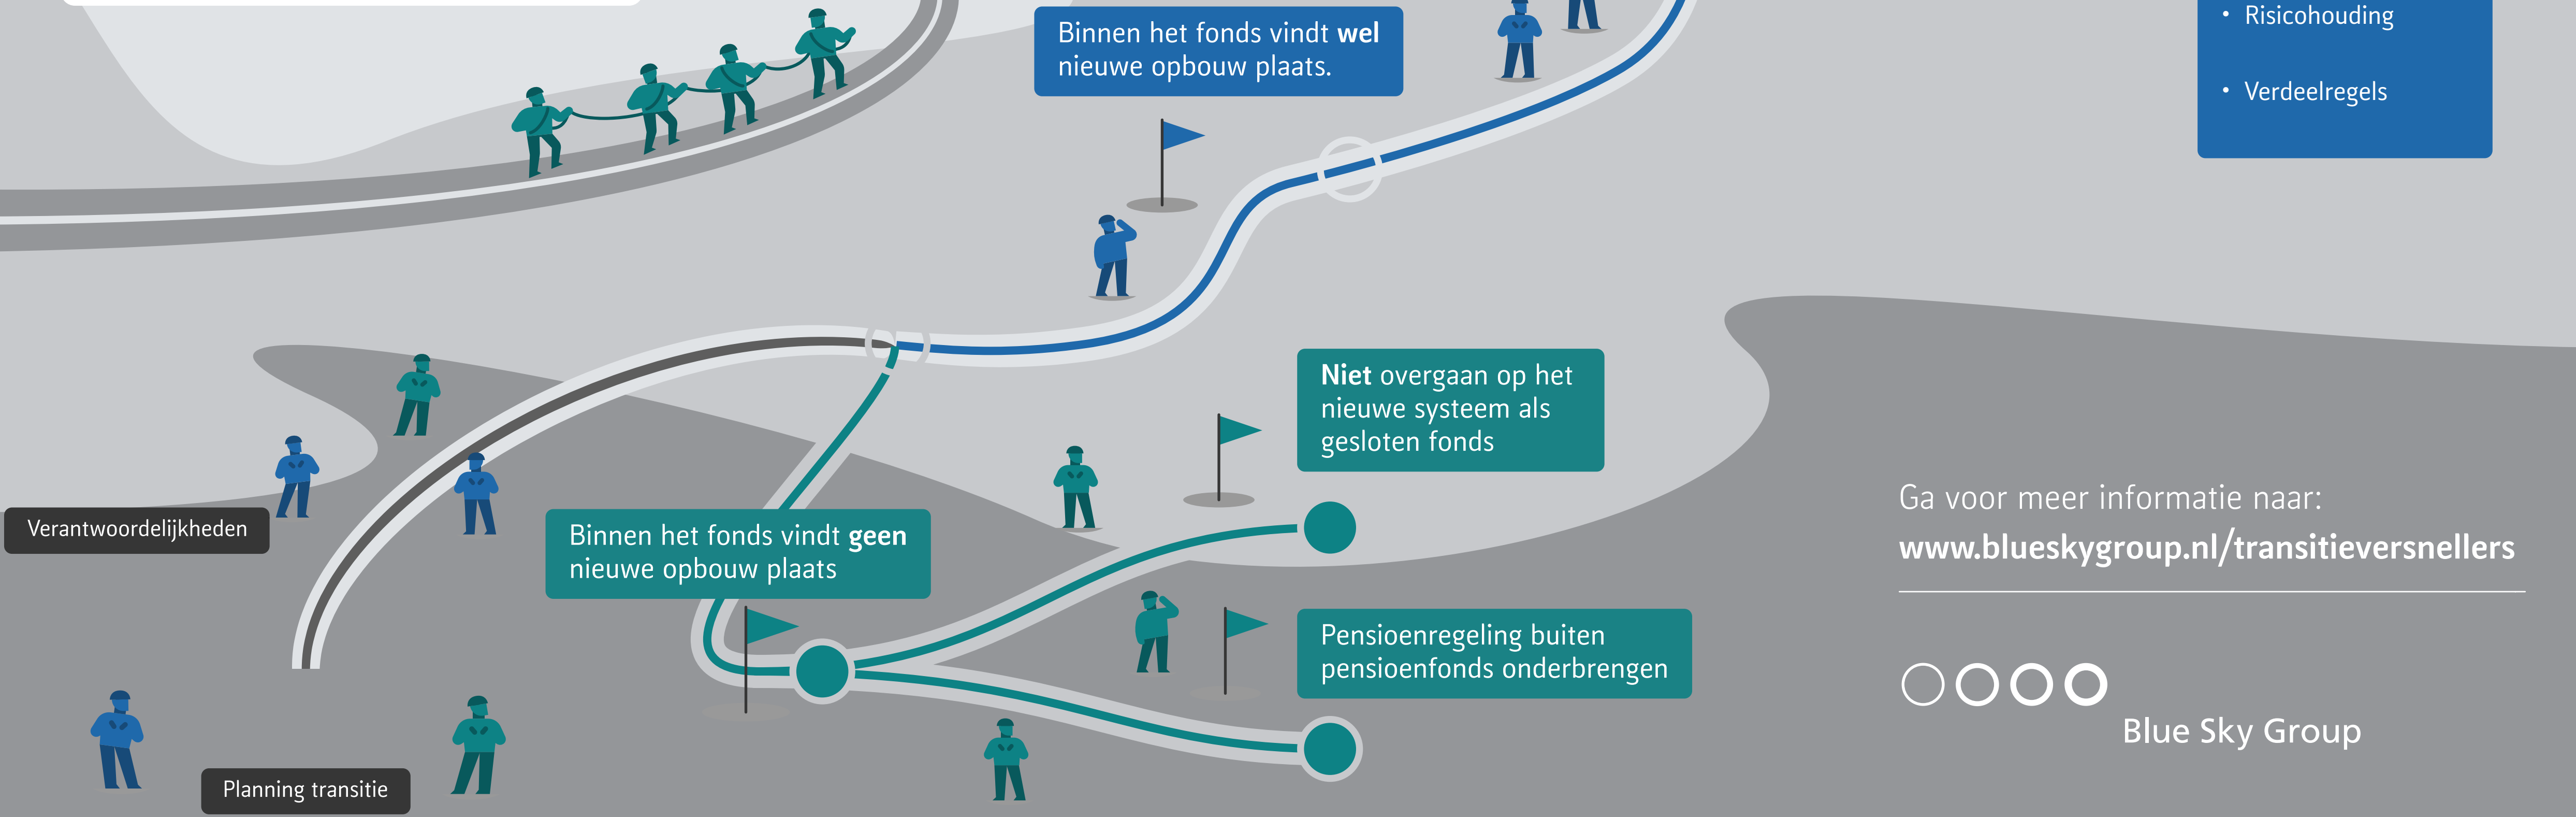 Binnen het fonds vindt wel
nieuwe opbouw plaats.
• Risicohouding
• Verdeelregels
Niet overgaan op het
nieuwe systeem als
gesloten fonds
Verantwoordelijkheden
Binnen het fonds vindt geen
nieuwe opbouw plaats
Ga voor meer informatie naar:
www.blueskygroup.nl/transitieversnellers
Pensioenregeling buiten
pensioenfonds onderbrengen
Blue Sky Group
Planning transitie